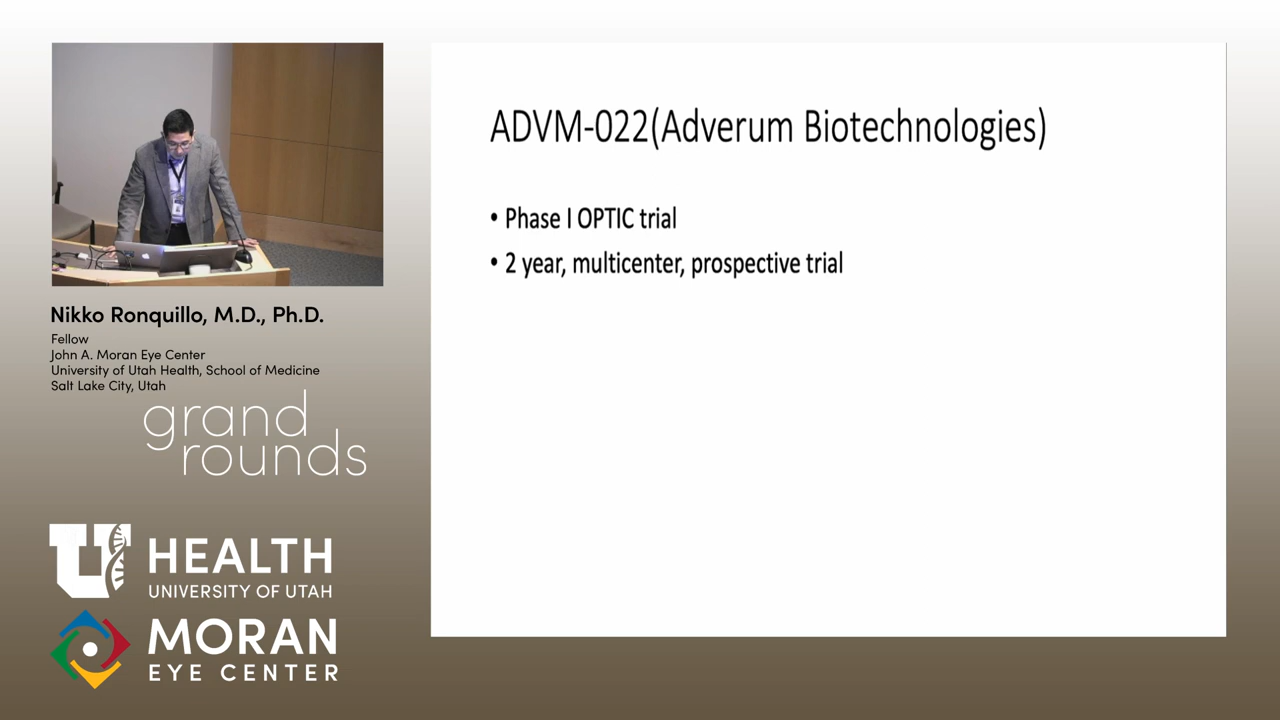 ADVM-022(Adverum Biotechnologies)
• Phase I OPTIC trial
• 2 year, multicenter, prospective trial
Nikko Ronquillo, M.D., Ph.D.
Fellow
John A. Moran Eye Center
University of Utah Health, School of Medicine
Salt Lake City, Utah
grand
rounds
U HEALTH
UNIVERSITY OF UTAH
MORAN
EYE CENTER